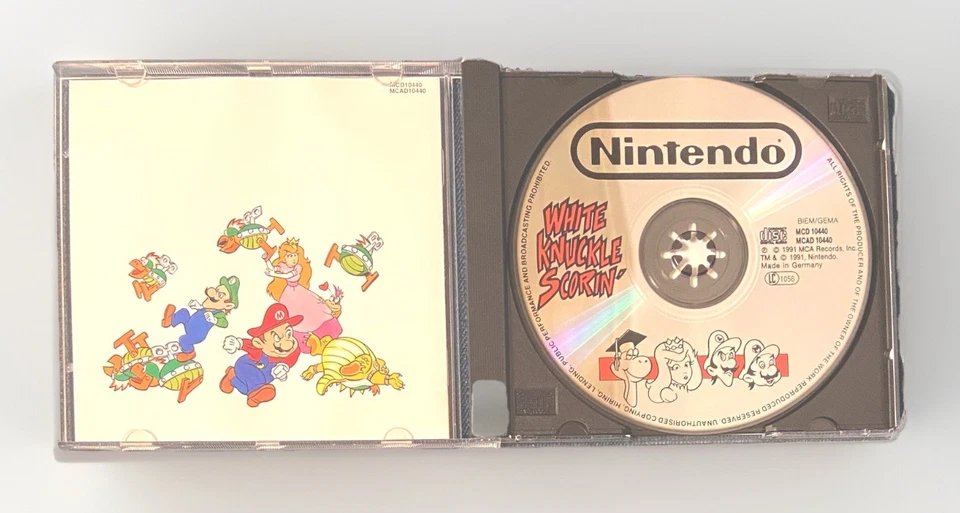 MCD10440
MCAD10440
Nintendo®
WHITE
KNUCKLE
SCORIN'
BIEM/GEMA
MCD 10440
MCAD 10440
℗ © 1991 MCA Records, Inc.
TM & © 1991, Nintendo.
Made in Germany
LC 1056
ALL RIGHTS OF THE PRODUCER AND OF THE OWNER OF THE WORK REPRODUCED RESERVED. UNAUTHORISED COPYING, HIRING, LENDING, PUBLIC PERFORMANCE AND BROADCASTING PROHIBITED.
M